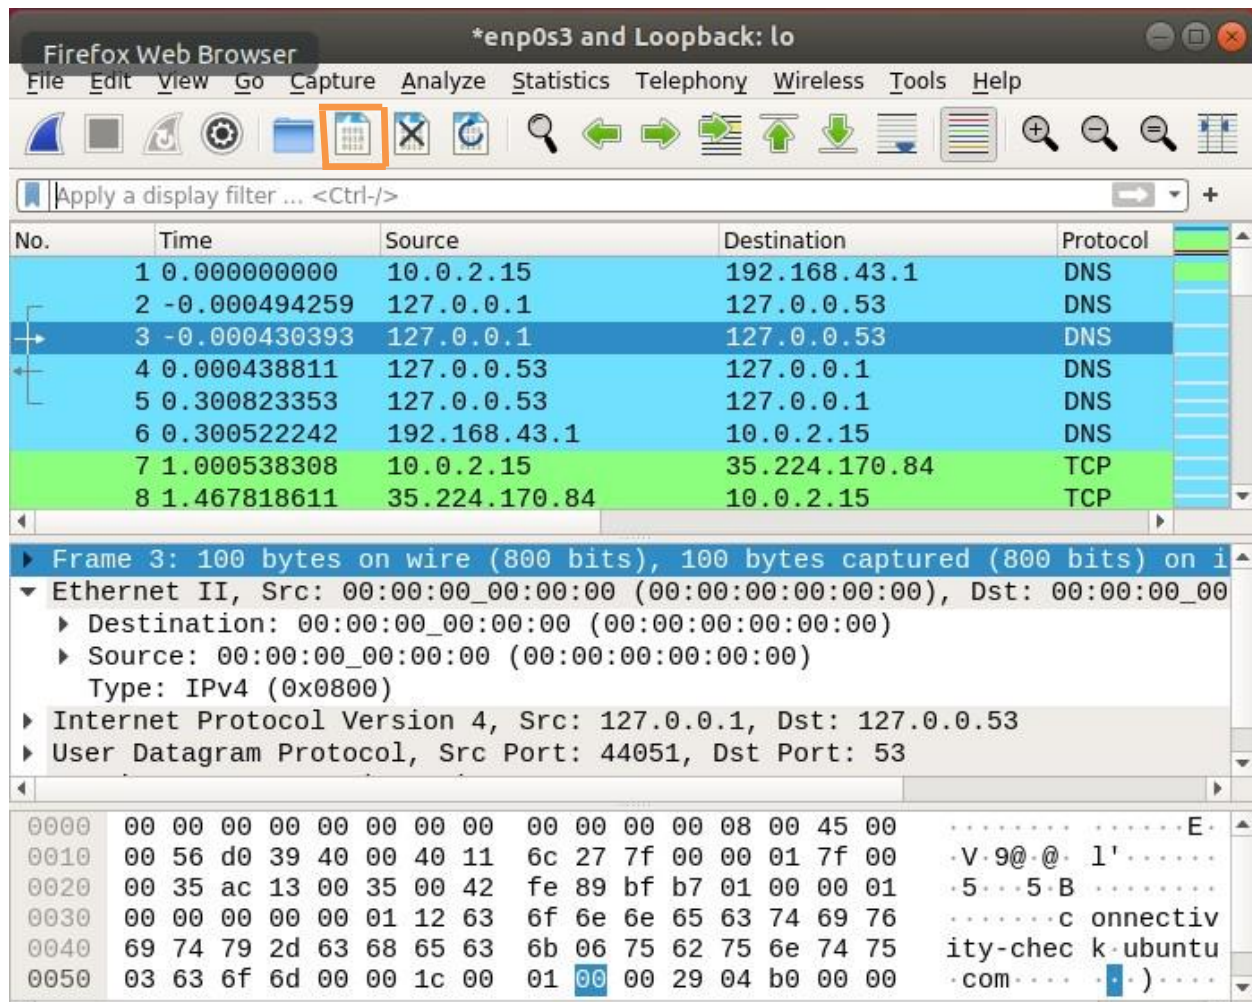 *enp0s3 and Loopback: lo
Firefox Web Browser
File Edit View Go Capture Analyze Statistics Telephony Wireless Tools Help
Apply a display filter ... <Ctrl-/>
+
No. Time Source Destination Protocol
1 0.000000000 10.0.2.15 192.168.43.1 DNS
2 -0.000494259 127.0.0.1 127.0.0.53 DNS
3 -0.000430393 127.0.0.1 127.0.0.53 DNS
4 0.000438811 127.0.0.53 127.0.0.1 DNS
5 0.300823353 127.0.0.53 127.0.0.1 DNS
6 0.300522242 192.168.43.1 10.0.2.15 DNS
7 1.000538308 10.0.2.15 35.224.170.84 TCP
8 1.467818611 35.224.170.84 10.0.2.15 TCP
Frame 3: 100 bytes on wire (800 bits), 100 bytes captured (800 bits) on i
Ethernet II, Src: 00:00:00_00:00:00 (00:00:00:00:00:00), Dst: 00:00:00_00
Destination: 00:00:00_00:00:00 (00:00:00:00:00:00)
Source: 00:00:00_00:00:00 (00:00:00:00:00:00)
Type: IPv4 (0x0800)
Internet Protocol Version 4, Src: 127.0.0.1, Dst: 127.0.0.53
User Datagram Protocol, Src Port: 44051, Dst Port: 53
0000 00 00 00 00 00 00 00 00 00 00 00 00 08 00 45 00 ········ ······E·
0010 00 56 d0 39 40 00 40 11 6c 27 7f 00 00 01 7f 00 ·V·9@·@· l'······
0020 00 35 ac 13 00 35 00 42 fe 89 bf b7 01 00 00 01 ·5···5·B ········
0030 00 00 00 00 00 01 12 63 6f 6e 6e 65 63 74 69 76 ·······c onnectiv
0040 69 74 79 2d 63 68 65 63 6b 06 75 62 75 6e 74 75 ity-chec k·ubuntu
0050 03 63 6f 6d 00 00 1c 00 01 00 00 29 04 b0 00 00 ·com···· ···)····